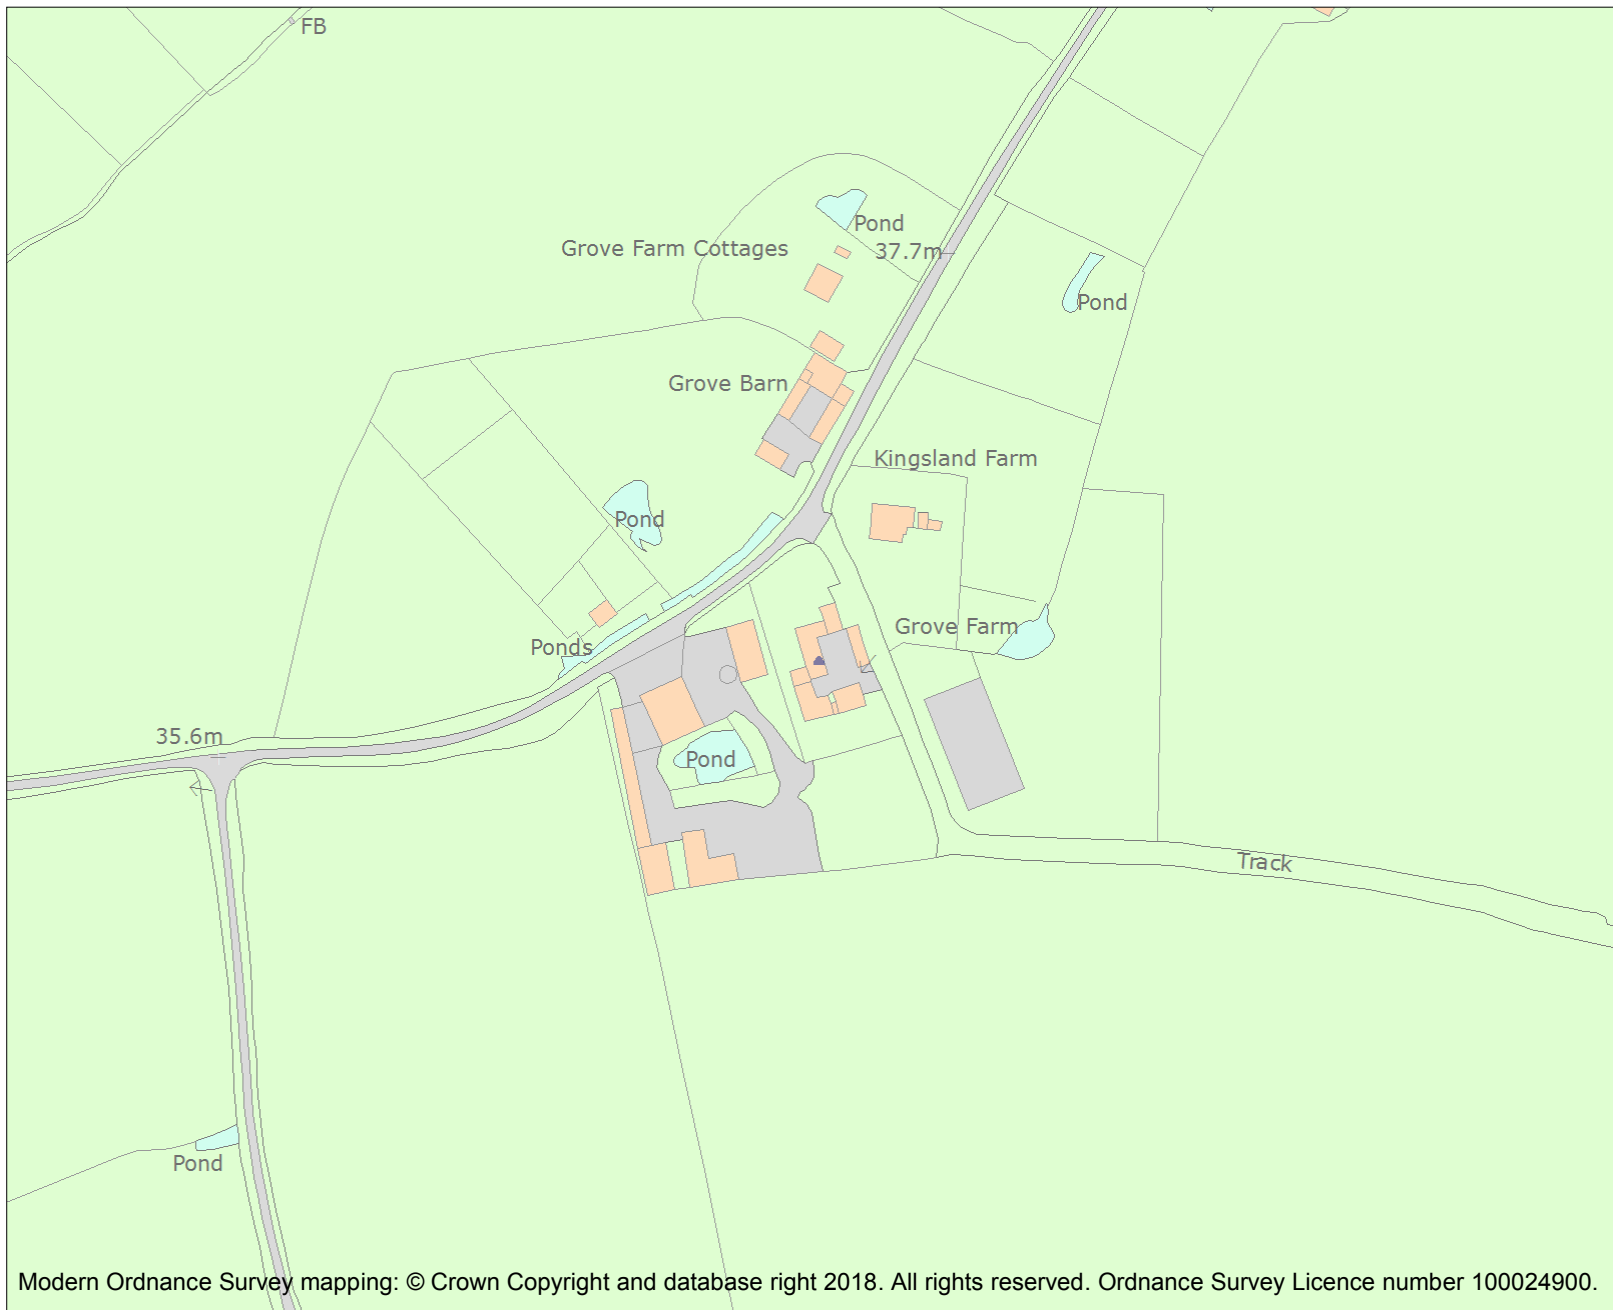 FB
Pond
Grove Farm Cottages
37.7m
Pond
Grove Barn
Kingsland Farm
Pond
Grove Farm
Ponds
35.6m
Pond
Track
Pond
Modern Ordnance Survey mapping: © Crown Copyright and database right 2018. All rights reserved. Ordnance Survey Licence number 100024900.